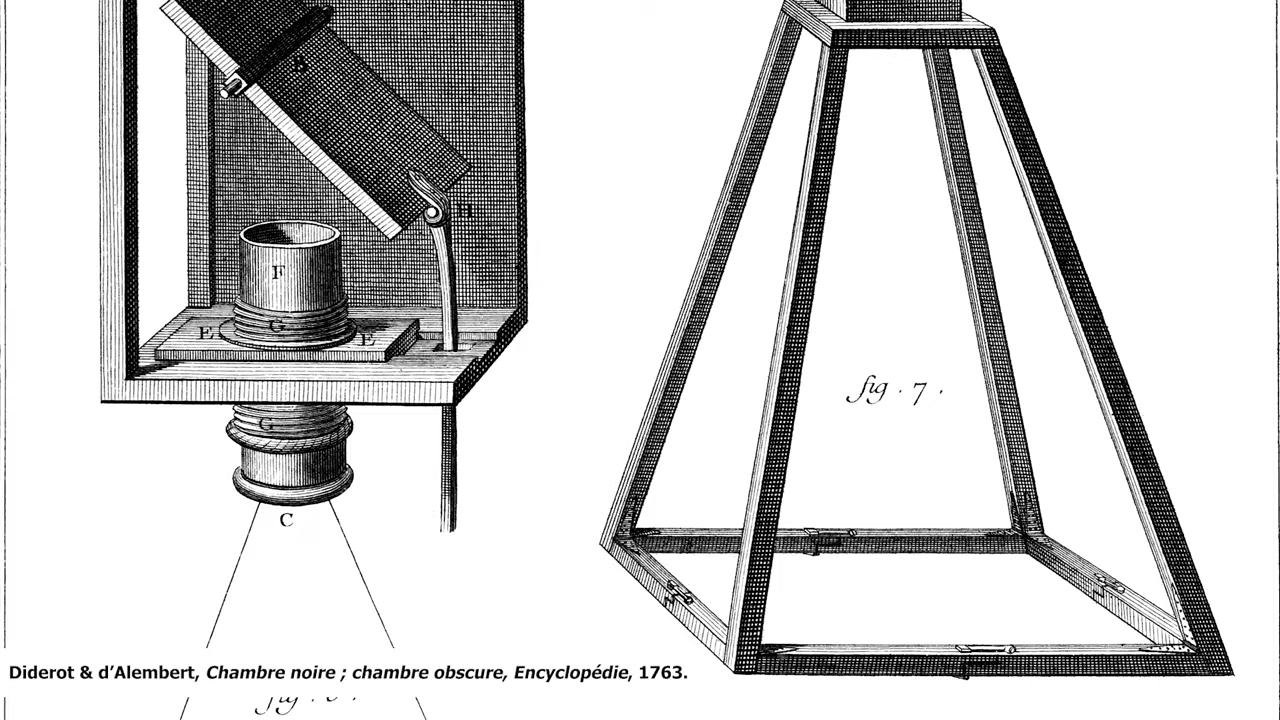 H
F
G
E
E
fig. 7.
G
C
Diderot & d’Alembert, Chambre noire ; chambre obscure, Encyclopédie, 1763.